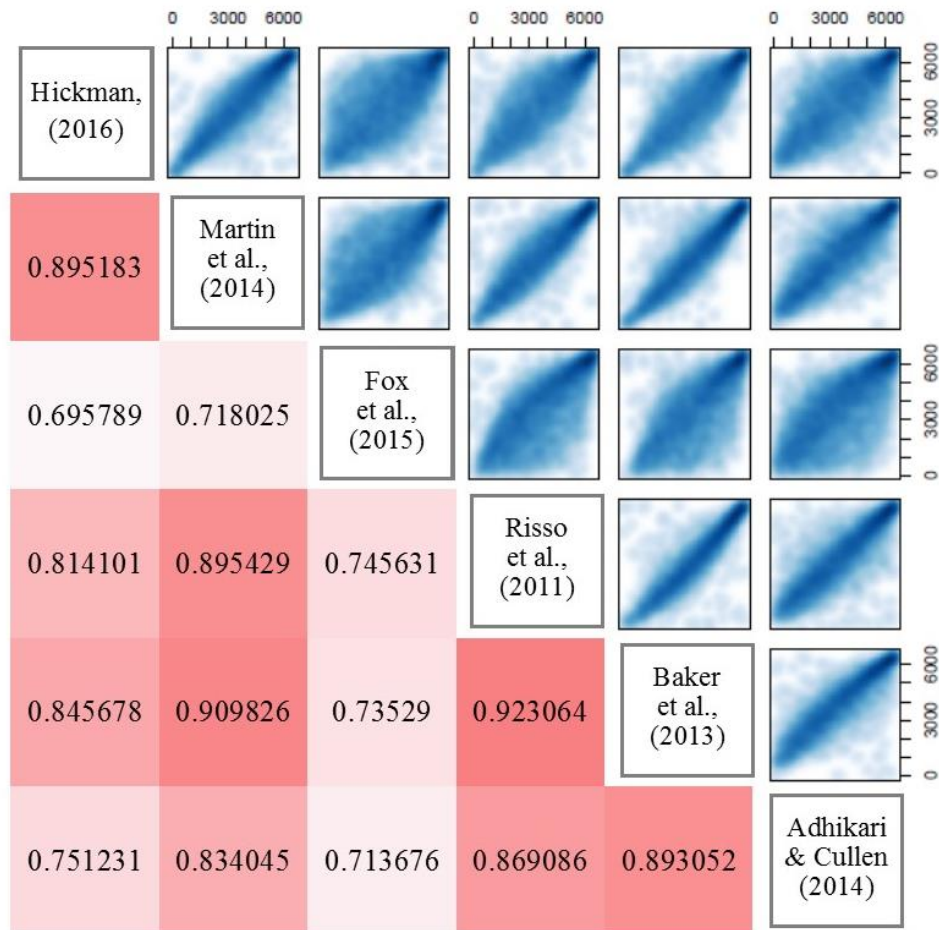 0 3000 6000 0 3000 6000 0 3000 6000
Hickman,
(2016)
6000
3000
0
0.895183
Martin
et al.,
(2014)
0.695789 0.718025
Fox
et al.,
(2015)
6000
3000
0
0.814101 0.895429 0.745631
Risso
et al.,
(2011)
0.845678 0.909826 0.73529 0.923064
Baker
et al.,
(2013)
6000
3000
0
0.751231 0.834045 0.713676 0.869086 0.893052
Adhikari
& Cullen
(2014)